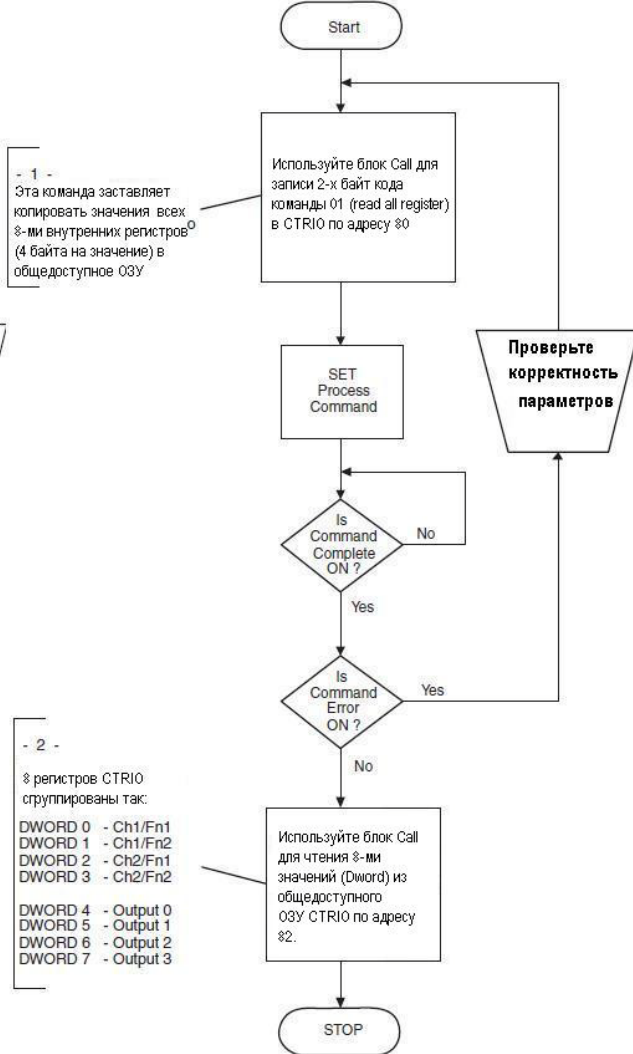 Start
- 1 -
Эта команда заставляет
копировать значения всех
8-ми внутренних регистров
(4 байта на значение) в
общедоступное ОЗУ
Используйте блок Call для
записи 2-х байт кода
команды 01 (read all register)
в CTRIO по адресу 80
SET
Process
Command
Проверьте
корректность
параметров
Is
Command
Complete
ON ?
No
Yes
Is
Command
Error
ON ?
Yes
No
- 2 -
8 регистров CTRIO
сгруппированы так:
DWORD 0 - Ch1/Fn1
DWORD 1 - Ch1/Fn2
DWORD 2 - Ch2/Fn1
DWORD 3 - Ch2/Fn2
DWORD 4 - Output 0
DWORD 5 - Output 1
DWORD 6 - Output 2
DWORD 7 - Output 3
Используйте блок Call
для чтения 8-ми
значений (Dword) из
общедоступного
ОЗУ CTRIO по адресу
82.
STOP